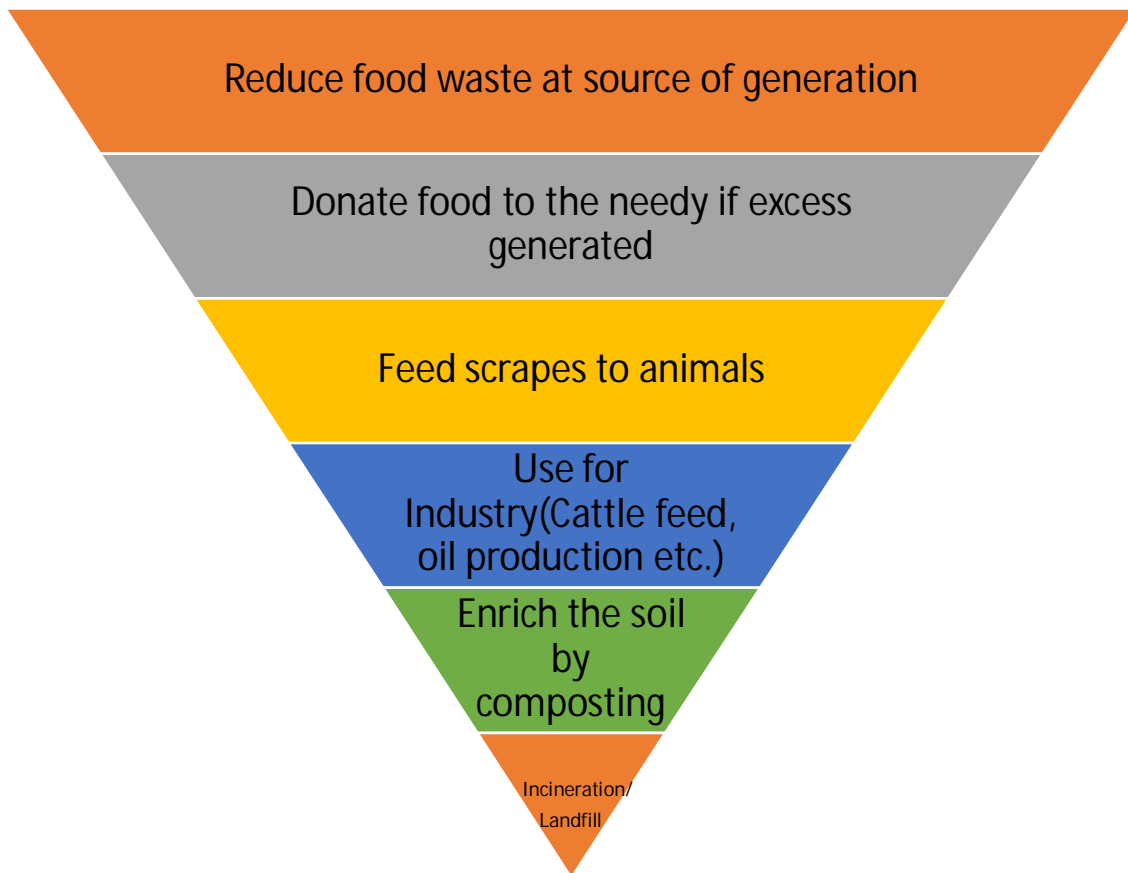 Reduce food waste at source of generation
Donate food to the needy if excess
generated
Feed scrapes to animals
Use for
Industry(Cattle feed,
oil production etc.)
Enrich the soil
by
composting
Incineration/
Landfill